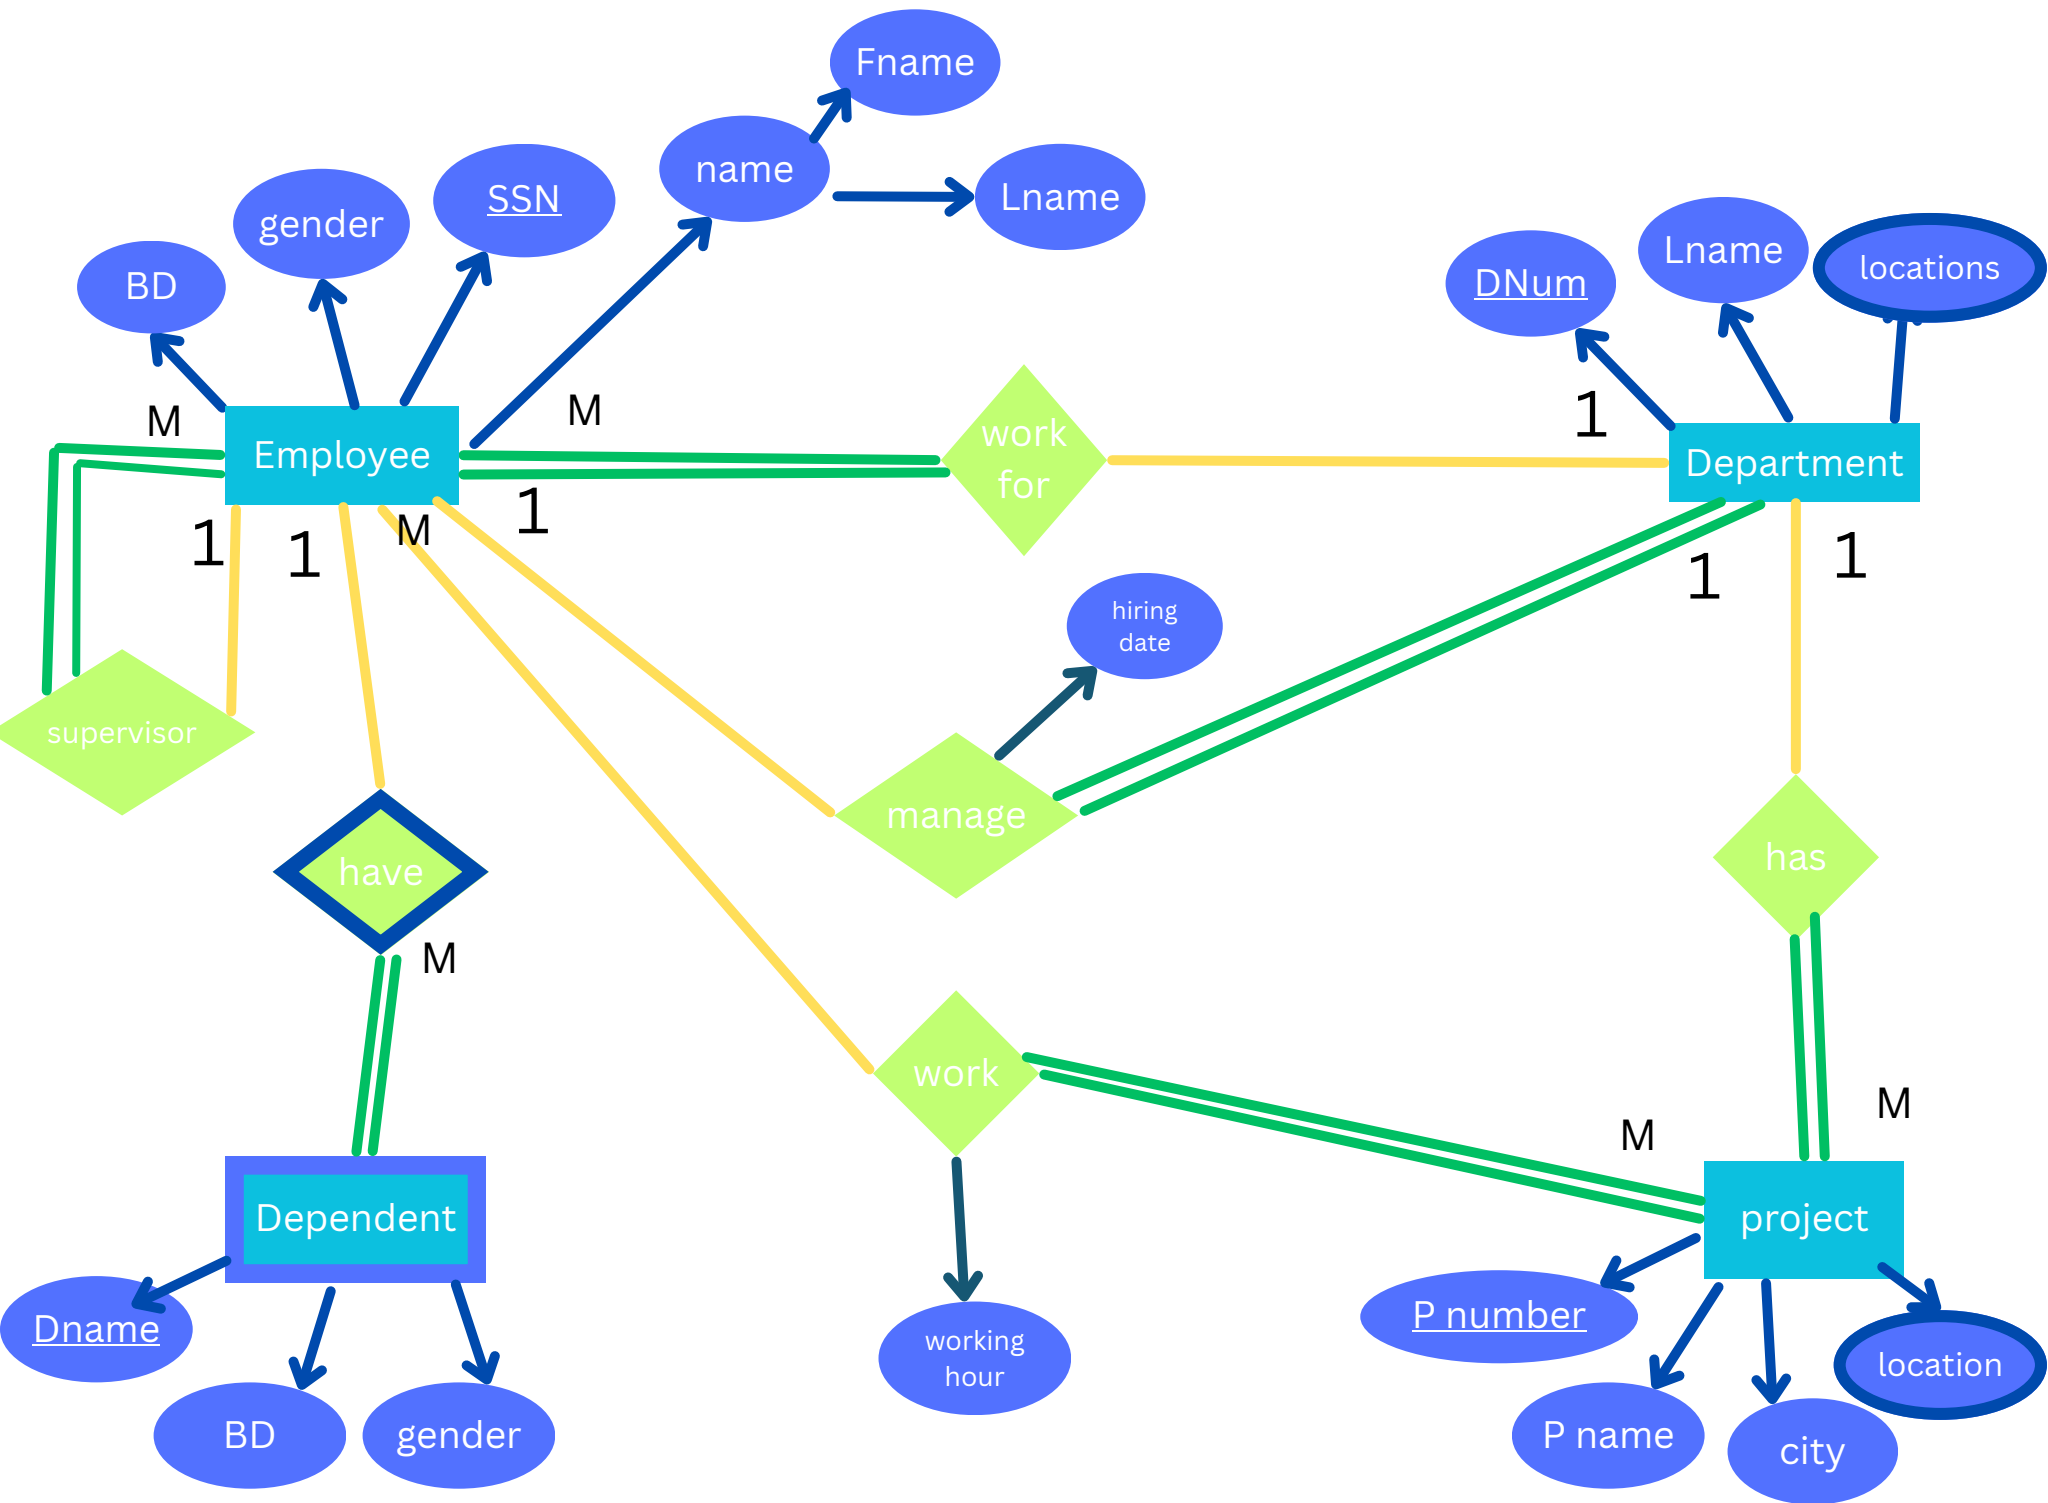 Fname
name
Lname
SSN
gender
BD
Lname
locations
DNum
M
M
1
Employee
work
for
Department
1
1
1
M
1
1
hiring
date
supervisor
manage
have
has
M
work
M
M
Dependent
project
Dname
BD
gender
working
hour
P number
location
P name
city